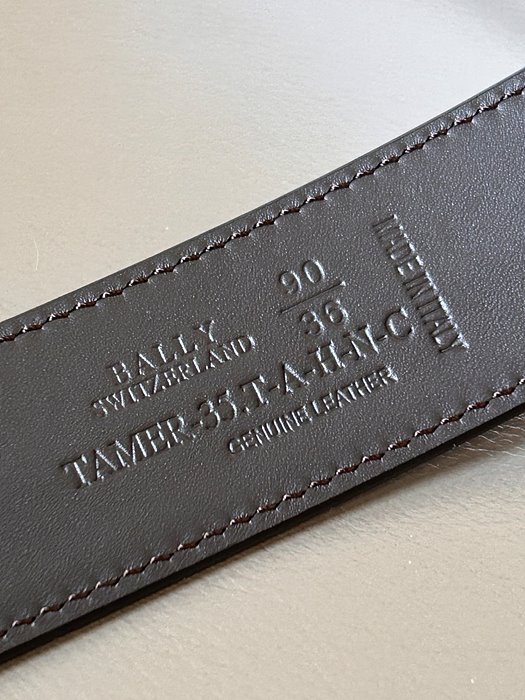 BALLY
SWITZERLAND
90
36
MADE IN ITALY
TAMER-35.T-A-H-N-C
GENUINE LEATHER